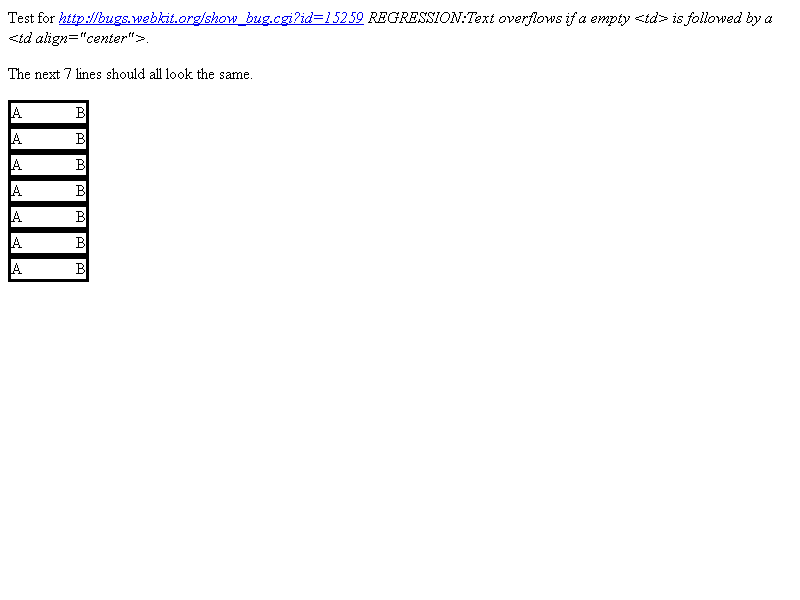 Test for http://bugs.webkit.org/show_bug.cgi?id=15259 REGRESSION:Text overflows if a empty <td> is followed by a
<td align="center">.
The next 7 lines should all look the same.
A B
A B
A B
A B
A B
A B
A B